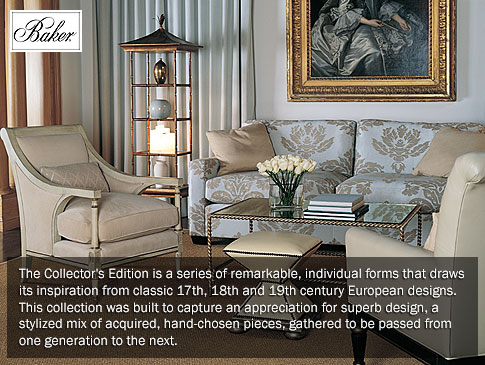 Baker
The Collector's Edition is a series of remarkable, individual forms that draws
its inspiration from classic 17th, 18th and 19th century European designs.
This collection was built to capture an appreciation for superb design, a
stylized mix of acquired, hand-chosen pieces, gathered to be passed from
one generation to the next.